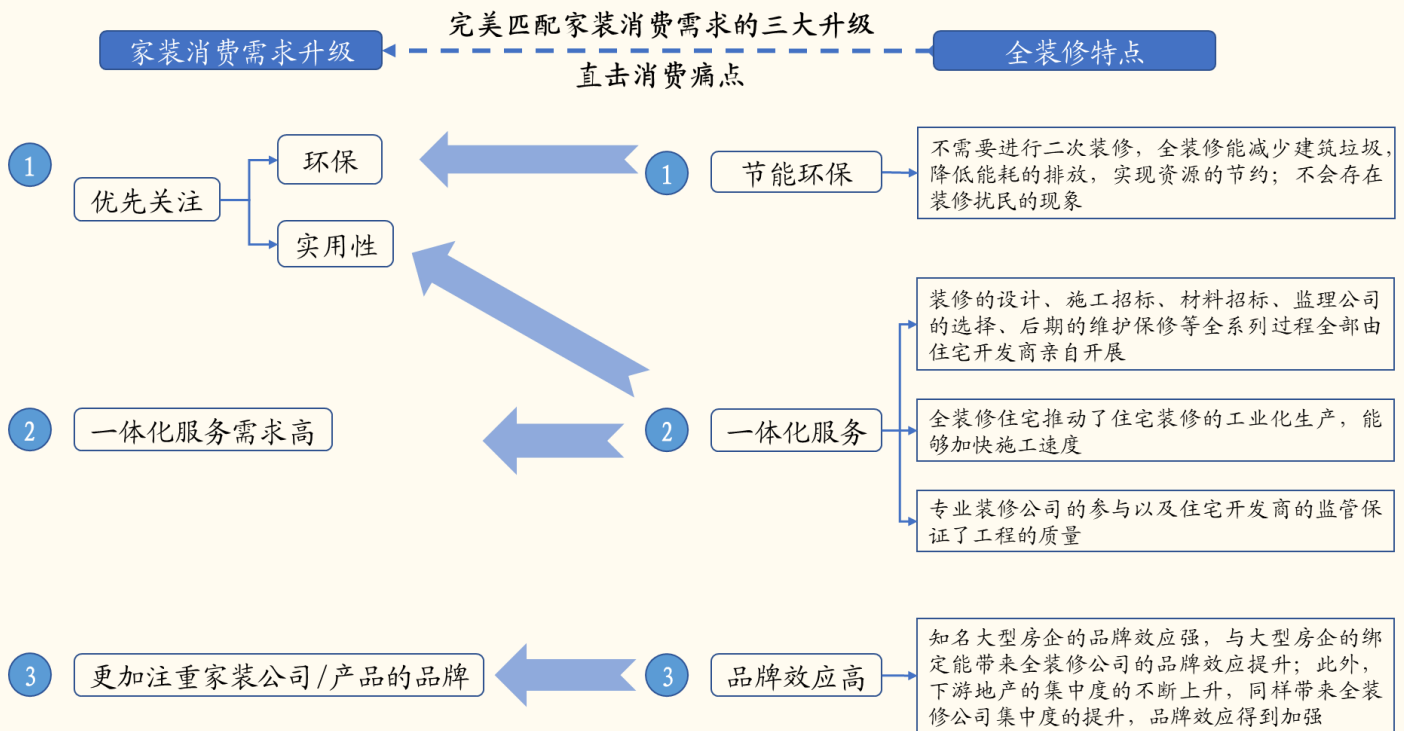 完美匹配家装消费需求的三大升级
家装消费需求升级
全装修特点
直击消费痛点
1
优先关注
环保
实用性
1
节能环保
不需要进行二次装修，全装修能减少建筑垃圾，
降低能耗的排放，实现资源的节约；不会存在
装修扰民的现象
2
一体化服务需求高
2
一体化服务
装修的设计、施工招标、材料招标、监理公司
的选择、后期的维护保修等全系列过程全部由
住宅开发商亲自开展
全装修住宅推动了住宅装修的工业化生产，能
够加快施工速度
专业装修公司的参与以及住宅开发商的监管保
证了工程的质量
3
更加注重家装公司/产品的品牌
3
品牌效应高
知名大型房企的品牌效应强，与大型房企的绑
定能带来全装修公司的品牌效应提升；此外，
下游地产的集中度的不断上升，同样带来全装
修公司集中度的提升，品牌效应得到加强